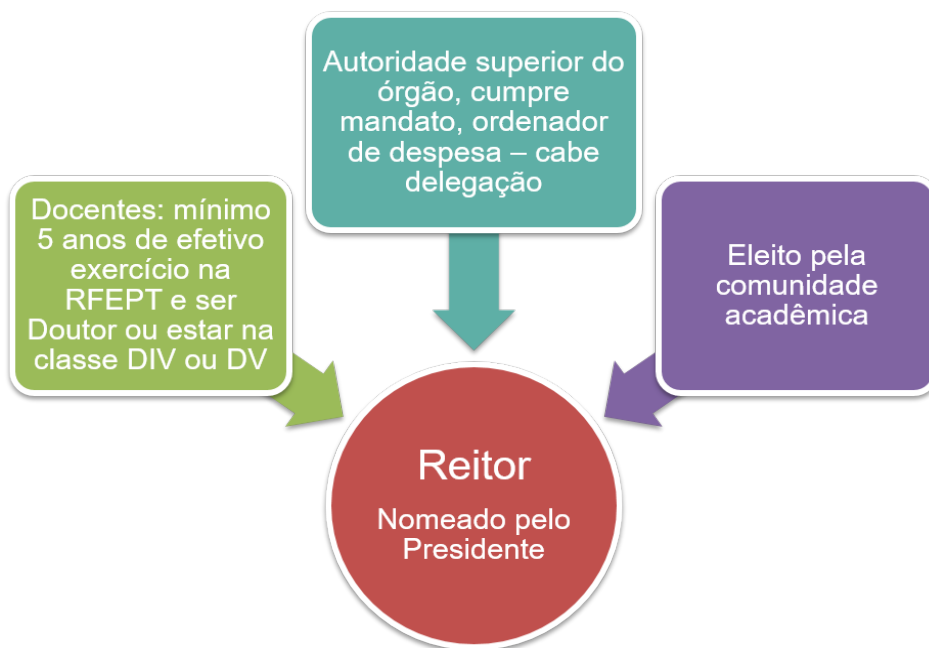 Autoridade superior do
órgão, cumpre
mandato, ordenador
de despesa – cabe
delegação
Docentes: mínimo
5 anos de efetivo
exercício na
RFEPT e ser
Doutor ou estar na
classe DIV ou DV
Eleito pela
comunidade
acadêmica
Reitor
Nomeado pelo
Presidente